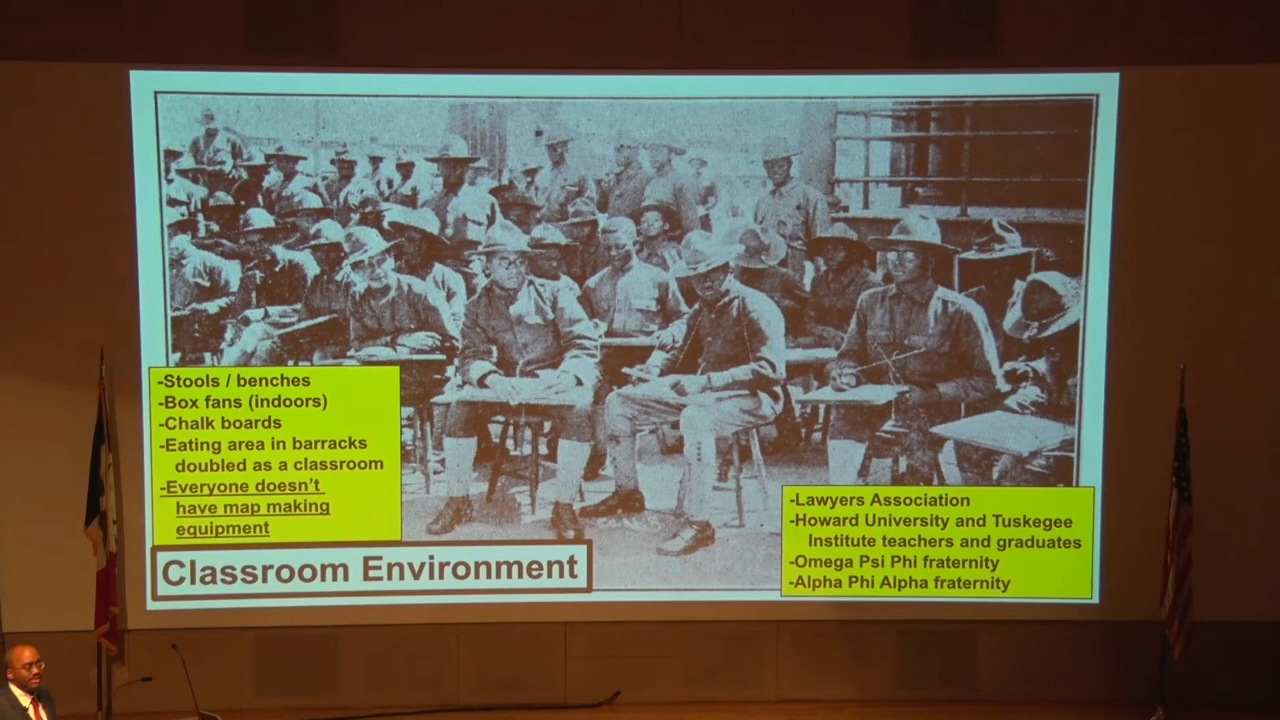 -Stools / benches
-Box fans (indoors)
-Chalk boards
-Eating area in barracks
doubled as a classroom
-Everyone doesn't
have map making
equipment
Classroom Environment
-Lawyers Association
-Howard University and Tuskegee
Institute teachers and graduates
-Omega Psi Phi fraternity
-Alpha Phi Alpha fraternity